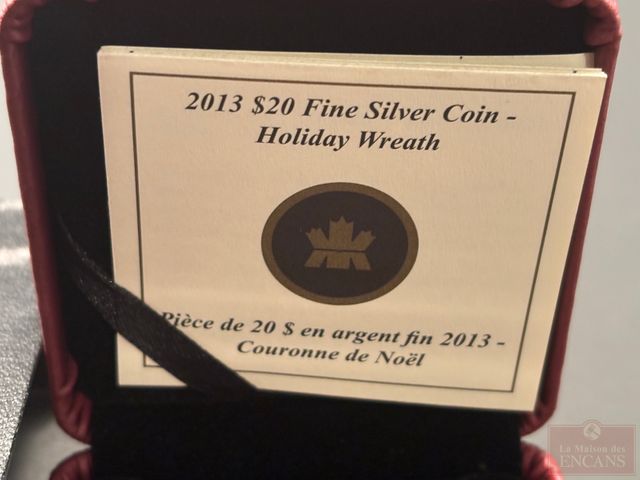 2013 $20 Fine Silver Coin -
Holiday Wreath
Pièce de 20 $ en argent fin 2013 -
Couronne de Noël
La Maison des
ENCANS